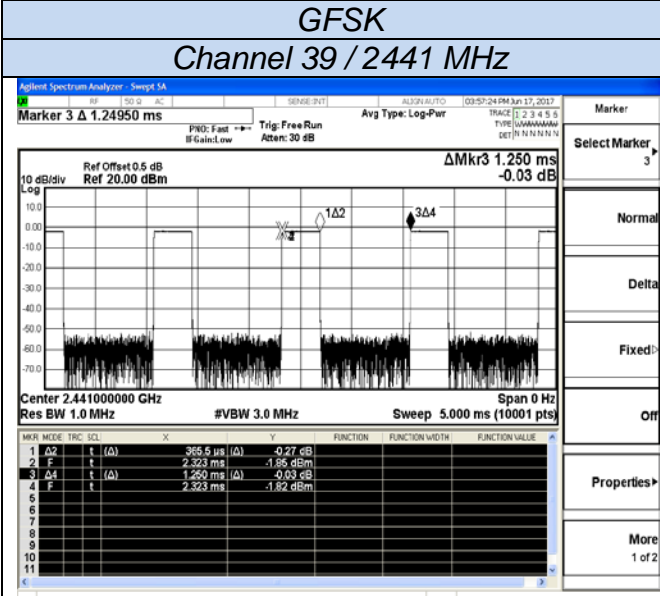 GFSK
Channel 39 / 2441 MHz
Agilent Spectrum Analyzer - Swept SA
RF 50 Ω AC SENSE:INT ALIGN AUTO 03:57:24 PM Jun 17, 2017
Marker 3 Δ 1.24950 ms
PNO: Fast
IFGain:Low
Trig: Free Run
Atten: 30 dB
Avg Type: Log-Pwr
TRACE 1 2 3 4 5 6
TYPE
DET N N N N N N
Marker
Select Marker
3
Normal
Delta
Fixed
Off
Properties
More
1 of 2
ΔMkr3 1.250 ms
-0.03 dB
Ref Offset 0.5 dB
10 dB/div Ref 20.00 dBm
Log
10.0
0.00
-10.0
-20.0
-30.0
-40.0
-50.0
-60.0
-70.0
1Δ2
3Δ4
Center 2.441000000 GHz Span 0 Hz
Res BW 1.0 MHz #VBW 3.0 MHz Sweep 5.000 ms (10001 pts)
MKR MODE TRC SCL X Y FUNCTION FUNCTION WIDTH FUNCTION VALUE
1 Δ2 t (Δ) 365.5 µs (Δ) -0.27 dB
2 F t 2.323 ms -1.85 dBm
3 Δ4 t (Δ) 1.250 ms (Δ) -0.03 dB
4 F t 2.323 ms -1.82 dBm
5
6
7
8
9
10
11